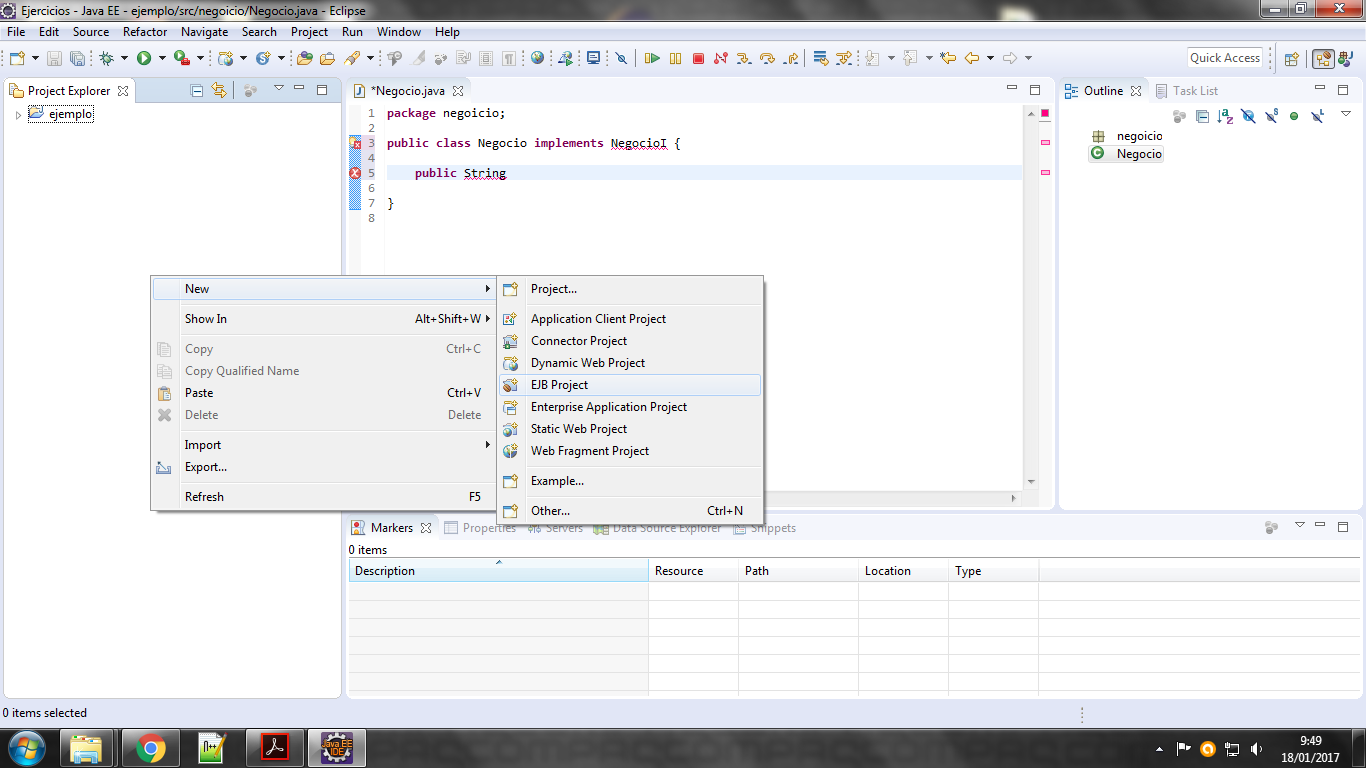 Ejercicios - Java EE - ejemplo/src/negoicio/Negocio.java - Eclipse
File Edit Source Refactor Navigate Search Project Run Window Help
Quick Access
Project Explorer
ejemplo
*Negocio.java
1 package negoicio;
2
3 public class Negocio implements NegocioI {
4
5 public String
6
7 }
8
Outline Task List
negoicio
Negocio
New
Show In Alt+Shift+W
Copy Ctrl+C
Copy Qualified Name
Paste Ctrl+V
Delete Delete
Import
Export...
Refresh F5
Project...
Application Client Project
Connector Project
Dynamic Web Project
EJB Project
Enterprise Application Project
Static Web Project
Web Fragment Project
Example...
Other... Ctrl+N
Markers Properties Servers Data Source Explorer Snippets
0 items
Description Resource Path Location Type
0 items selected
Java EE
IDE
9:49
18/01/2017